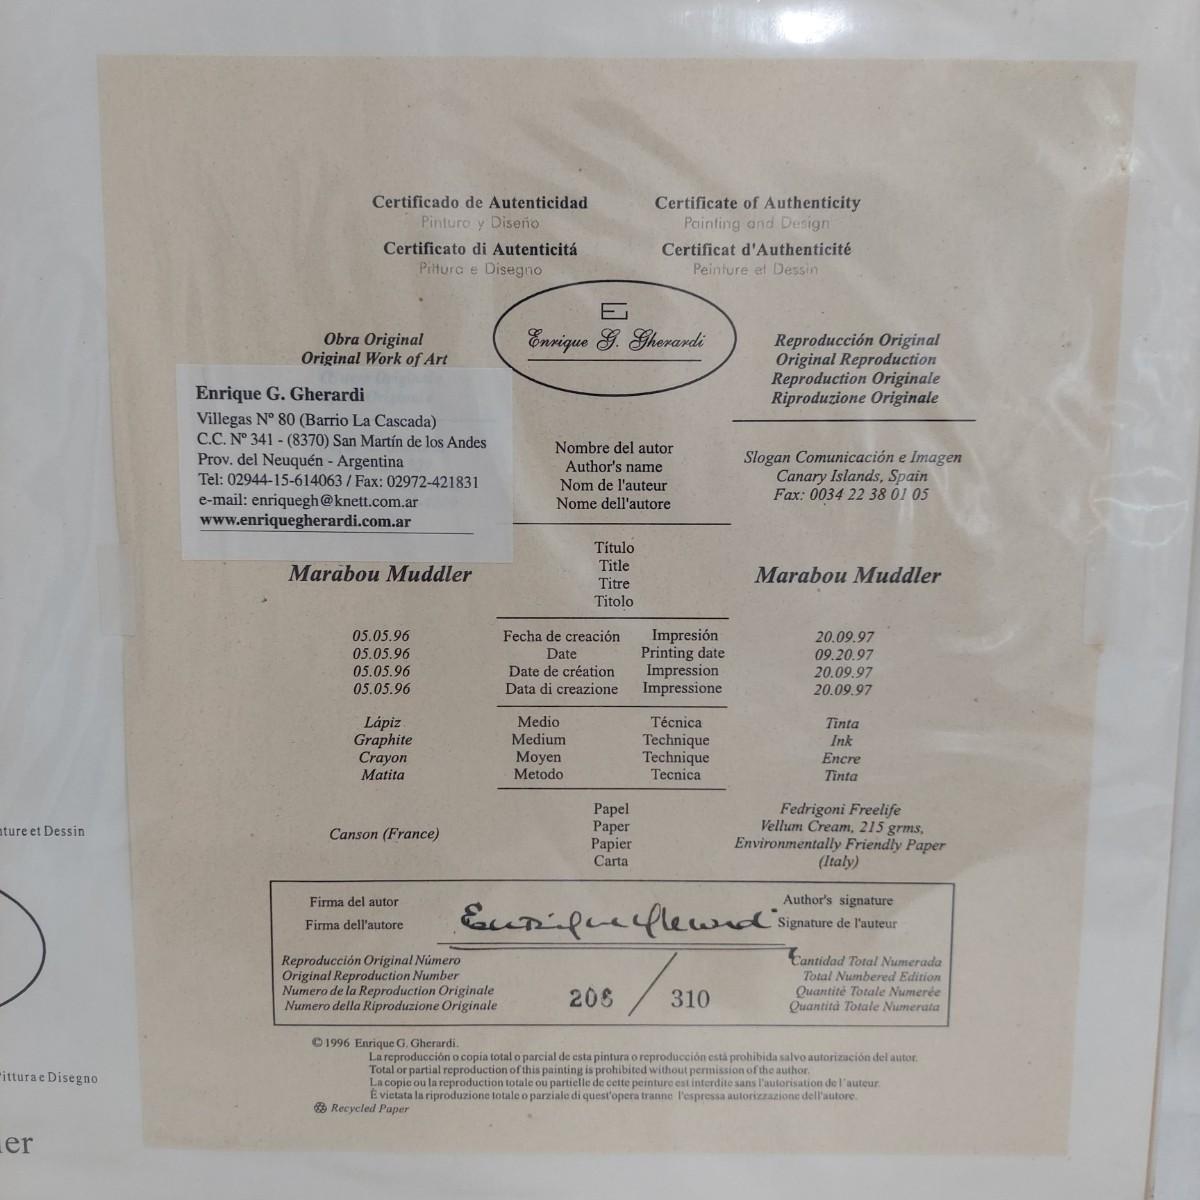 Certificado de Autenticidad
Pintura y Diseño
Certificate of Authenticity
Painting and Design
Certificato di Autenticitá
Pittura e Disegno
Certificat d'Authenticité
Peinture et Dessin
EG
Enrique G. Gherardi
Obra Original
Original Work of Art
Reproducción Original
Original Reproduction
Reproduction Originale
Riproduzione Originale
Enrique G. Gherardi
Villegas Nº 80 (Barrio La Cascada)
C.C. Nº 341 - (8370) San Martín de los Andes
Prov. del Neuquén - Argentina
Tel: 02944-15-614063 / Fax: 02972-421831
e-mail: enriquegh@knett.com.ar
www.enriquegherardi.com.ar
Nombre del autor
Author's name
Nom de l'auteur
Nome dell'autore
Slogan Comunicación e Imagen
Canary Islands, Spain
Fax: 0034 22 38 01 05
Marabou Muddler
Título
Title
Titre
Titolo
Marabou Muddler
05.05.96 Fecha de creación Impresión 20.09.97
05.05.96 Date Printing date 09.20.97
05.05.96 Date de création Impression 20.09.97
05.05.96 Data di creazione Impressione 20.09.97
Lápiz Medio Técnica Tinta
Graphite Medium Technique Ink
Crayon Moyen Technique Encre
Matita Metodo Tecnica Tinta
Canson (France)
Papel
Paper
Papier
Carta
Fedrigoni Freelife
Vellum Cream, 215 grms,
Environmentally Friendly Paper
(Italy)
Firma del autor
Firma dell'autore
Enrique Gherardi
Author's signature
Signature de l'auteur
Reproducción Original Número
Original Reproduction Number
Numero de la Reproduction Originale
Numero della Riproduzione Originale
206 / 310
Cantidad Total Numerada
Total Numbered Edition
Quantitè Totale Numerée
Quantità Totale Numerata
© 1996 Enrique G. Gherardi.
La reproducción o copia total o parcial de esta pintura o reproducción está prohibida salvo autorización del autor.
Total or partial reproduction of this painting is prohibited without permission of the author.
La copie ou la reproduction totale ou partielle de cette peinture est interdite sans l'autorisation de l'auteur.
È vietata la riproduzione totale o parziale di quest'opera tranne l'espressa autorizzazione dell'autore.
Recycled Paper
nture et Dessin
Pittura e Disegno
ler